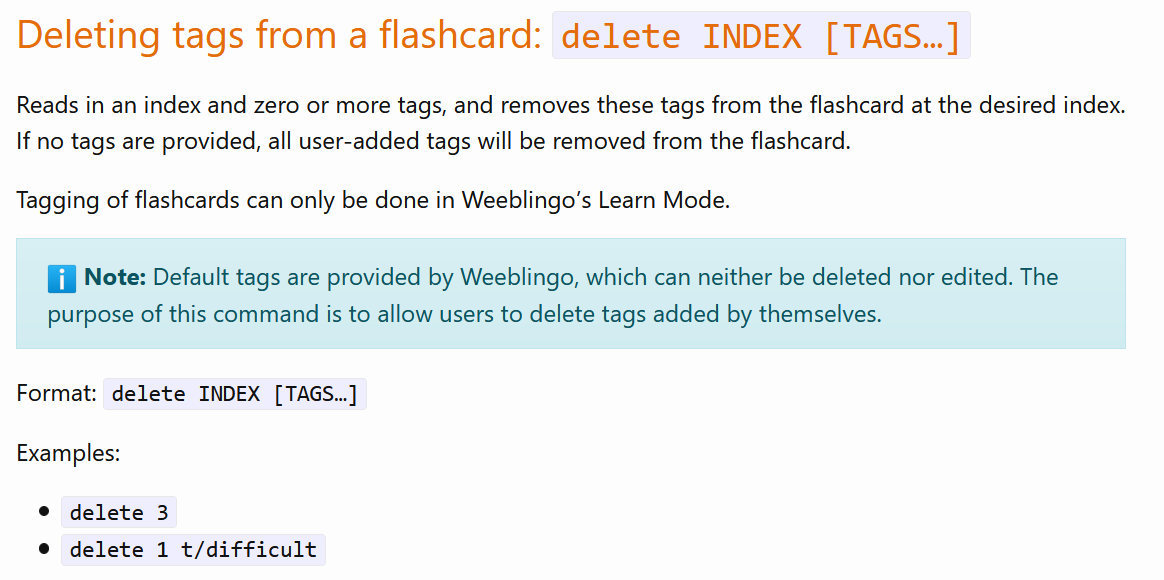 Deleting tags from a flashcard: delete INDEX [TAGS…]
Reads in an index and zero or more tags, and removes these tags from the flashcard at the desired index.
If no tags are provided, all user-added tags will be removed from the flashcard.
Tagging of flashcards can only be done in Weeblingo’s Learn Mode.
ℹ️ Note: Default tags are provided by Weeblingo, which can neither be deleted nor edited. The
purpose of this command is to allow users to delete tags added by themselves.
Format: delete INDEX [TAGS…]
Examples:
• delete 3
• delete 1 t/difficult